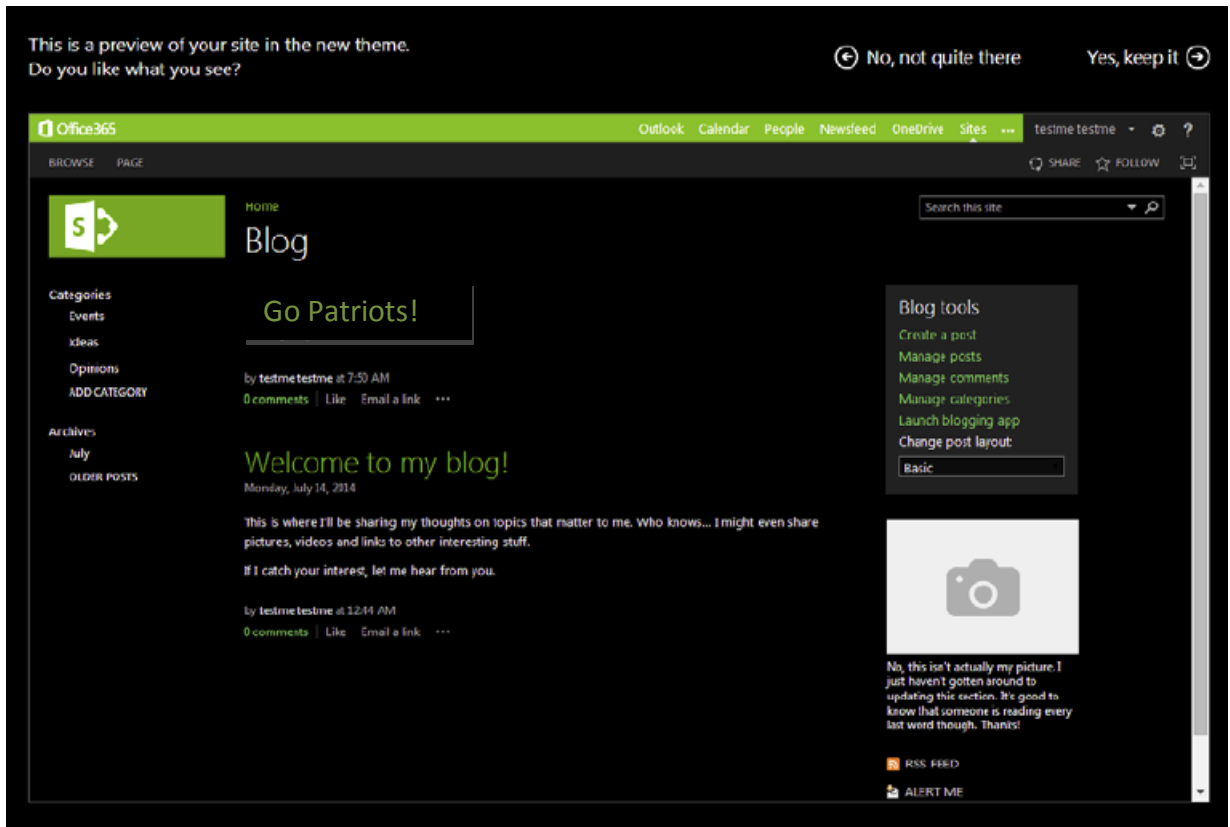 This is a preview of your site in the new theme.
Do you like what you see?
No, not quite there
Yes, keep it
Office365
Outlook Calendar People Newsfeed OneDrive Sites ··· testme testme ?
BROWSE PAGE
SHARE FOLLOW
S
Home
Blog
Search this site
Categories
Events
Ideas
Opinions
ADD CATEGORY
Archives
July
OLDER POSTS
Go Patriots!
by testme testme at 7:50 AM
0 comments | Like Email a link ···
Welcome to my blog!
Monday, July 14, 2014
This is where I'll be sharing my thoughts on topics that matter to me. Who knows... I might even share
pictures, videos and links to other interesting stuff.
If I catch your interest, let me hear from you.
by testme testme at 12:44 AM
0 comments | Like Email a link ···
Blog tools
Create a post
Manage posts
Manage comments
Manage categories
Launch blogging app
Change post layout:
Basic
No, this isn't actually my picture. I
just haven't gotten around to
updating this section. It's good to
know that someone is reading every
last word though. Thanks!
RSS FEED
ALERT ME